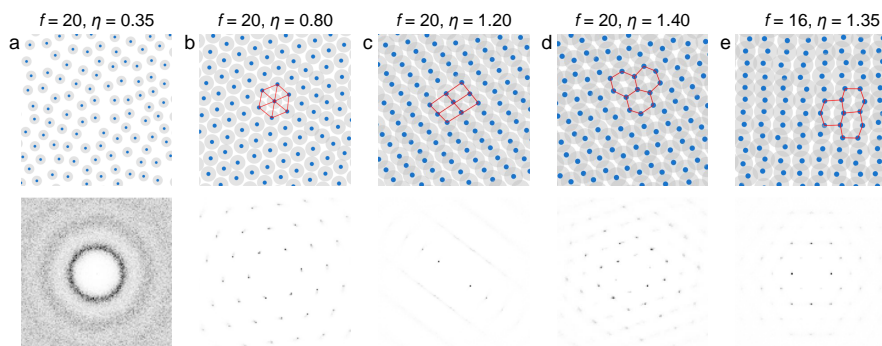 f = 20, η = 0.35
f = 20, η = 0.80
f = 20, η = 1.20
f = 20, η = 1.40
f = 16, η = 1.35
a
b
c
d
e